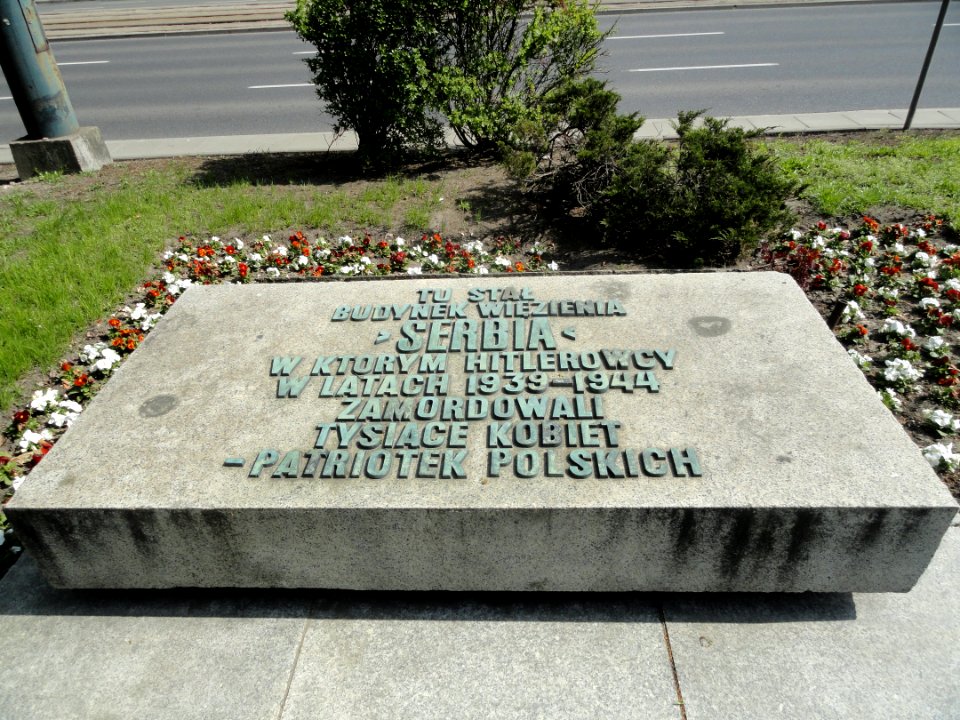 TU STAŁ
BUDYNEK WIĘZIENIA
>SERBIA<
W KTÓRYM HITLEROWCY
W LATACH 1939–1944
ZAMORDOWALI
TYSIĄCE KOBIET
–PATRIOTEK POLSKICH